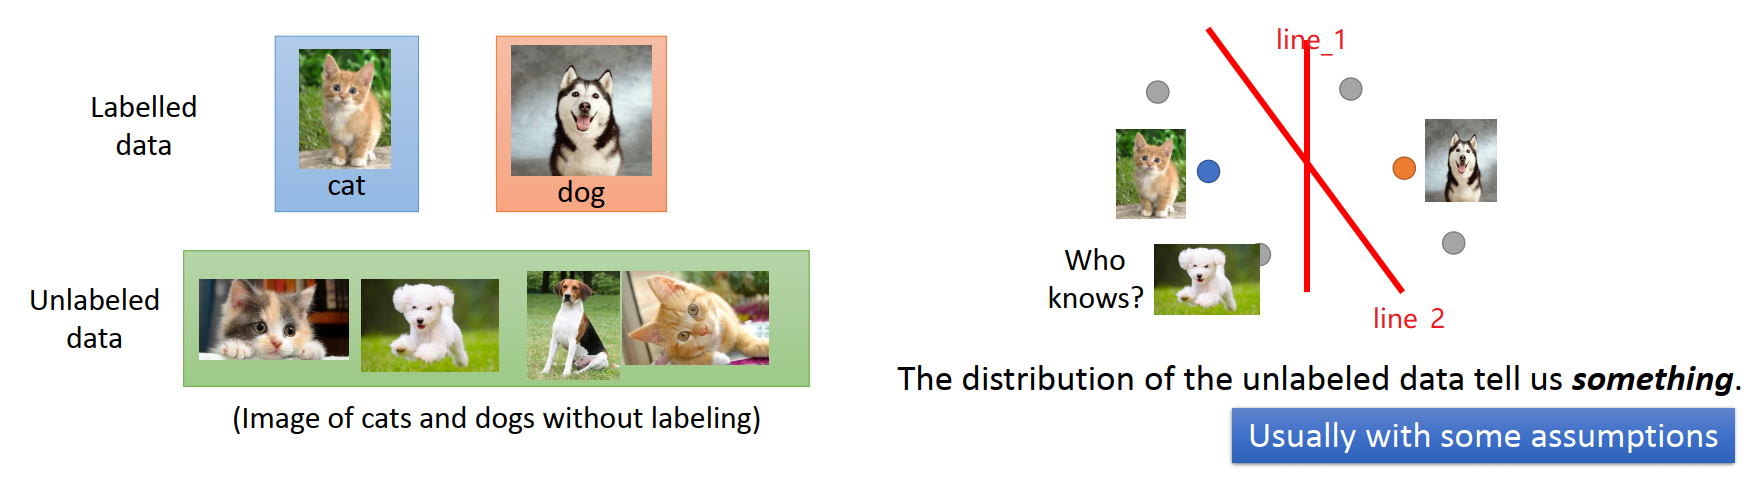 Labelled
data
cat
dog
Unlabeled
data
(Image of cats and dogs without labeling)
line_1
Who
knows?
line 2
The distribution of the unlabeled data tell us something.
Usually with some assumptions